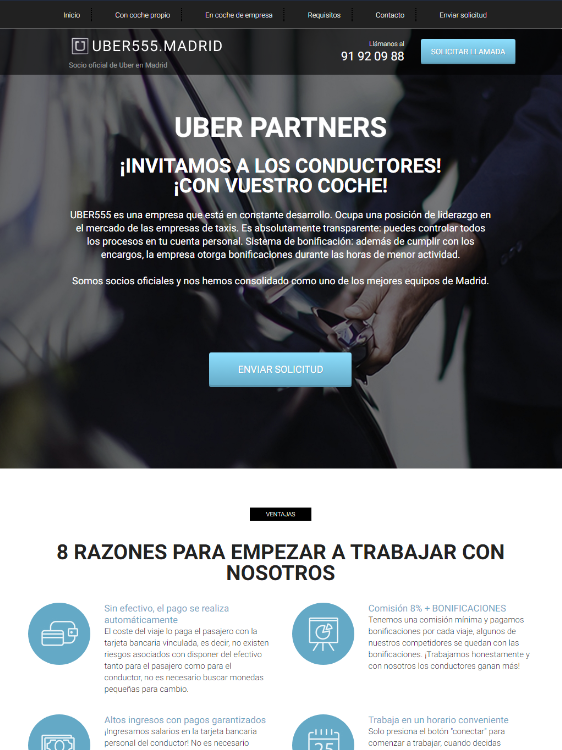 Inicio
Con coche propio
En coche de empresa
Requisitos
Contacto
Enviar solicitud
UBER555.MADRID
Socio oficial de Uber en Madrid
Llámenos al
91 92 09 88
SOLICITAR LLAMADA
UBER PARTNERS
¡INVITAMOS A LOS CONDUCTORES!
¡CON VUESTRO COCHE!
UBER555 es una empresa que está en constante desarrollo. Ocupa una posición de liderazgo en
el mercado de las empresas de taxis. Es absolutamente transparente: puedes controlar todos
los procesos en tu cuenta personal. Sistema de bonificación: además de cumplir con los
encargos, la empresa otorga bonificaciones durante las horas de menor actividad.
Somos socios oficiales y nos hemos consolidado como uno de los mejores equipos de Madrid.
ENVIAR SOLICITUD
VENTAJAS
8 RAZONES PARA EMPEZAR A TRABAJAR CON
NOSOTROS
Sin efectivo, el pago se realiza
automáticamente
El coste del viaje lo paga el pasajero con la
tarjeta bancaria vinculada, es decir, no existen
riesgos asociados con disponer del efectivo
tanto para el pasajero como para el
conductor, no es necesario buscar monedas
pequeñas para cambio.
Comisión 8% + BONIFICACIONES
Tenemos una comisión mínima y pagamos
bonificaciones por cada viaje, algunos de
nuestros competidores se quedan con las
bonificaciones. ¡Trabajamos honestamente y
con nosotros los conductores ganan más!
Altos ingresos con pagos garantizados
¡Ingresamos salarios en la tarjeta bancaria
personal del conductor! No es necesario
Trabaja en un horario conveniente
Solo presiona el botón "conectar" para
comenzar a trabajar, cuando decidas
25